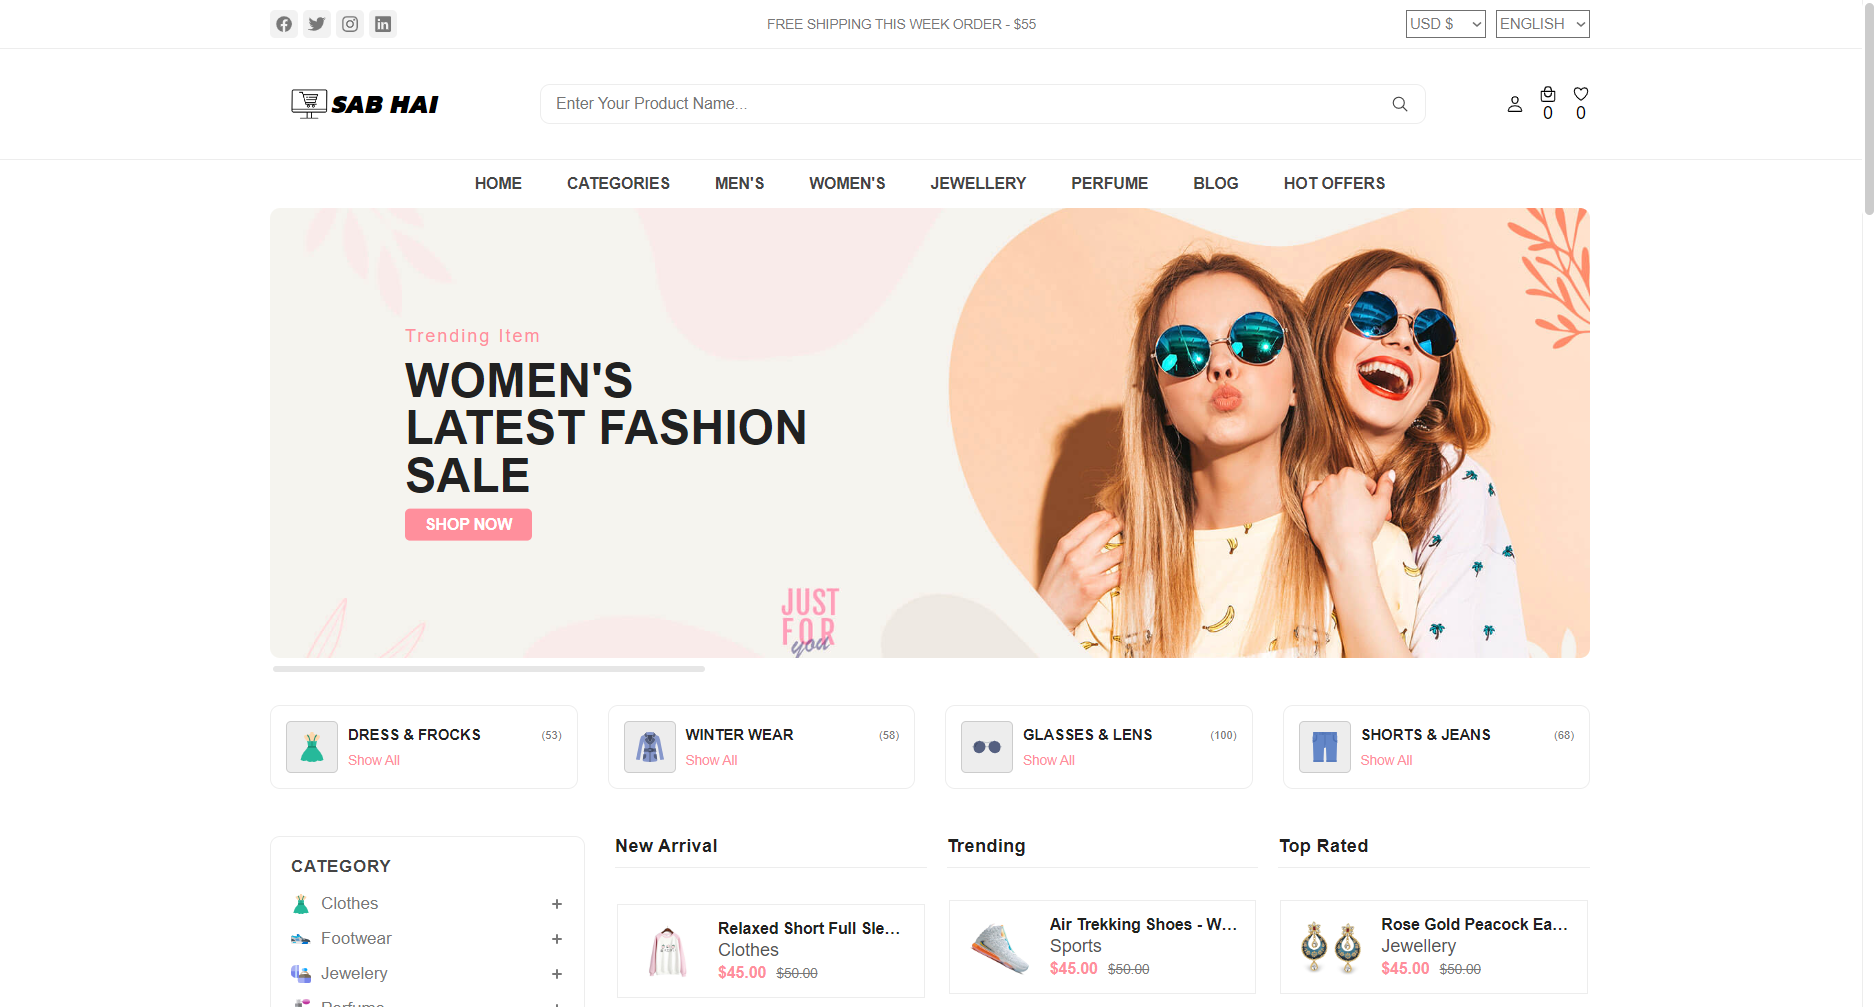 FREE SHIPPING THIS WEEK ORDER - $55
USD $
ENGLISH
SAB HAI
Enter Your Product Name...
0
0
HOME
CATEGORIES
MEN'S
WOMEN'S
JEWELLERY
PERFUME
BLOG
HOT OFFERS
Trending Item
WOMEN'S
LATEST FASHION
SALE
SHOP NOW
JUST
FOR
you
DRESS & FROCKS
(53)
Show All
WINTER WEAR
(58)
Show All
GLASSES & LENS
(100)
Show All
SHORTS & JEANS
(68)
Show All
CATEGORY
Clothes
+
Footwear
+
Jewelery
+
Perfume
New Arrival
Relaxed Short Full Sle...
Clothes
$45.00 $50.00
Trending
Air Trekking Shoes - W...
Sports
$45.00 $50.00
Top Rated
Rose Gold Peacock Ea...
Jewellery
$45.00 $50.00